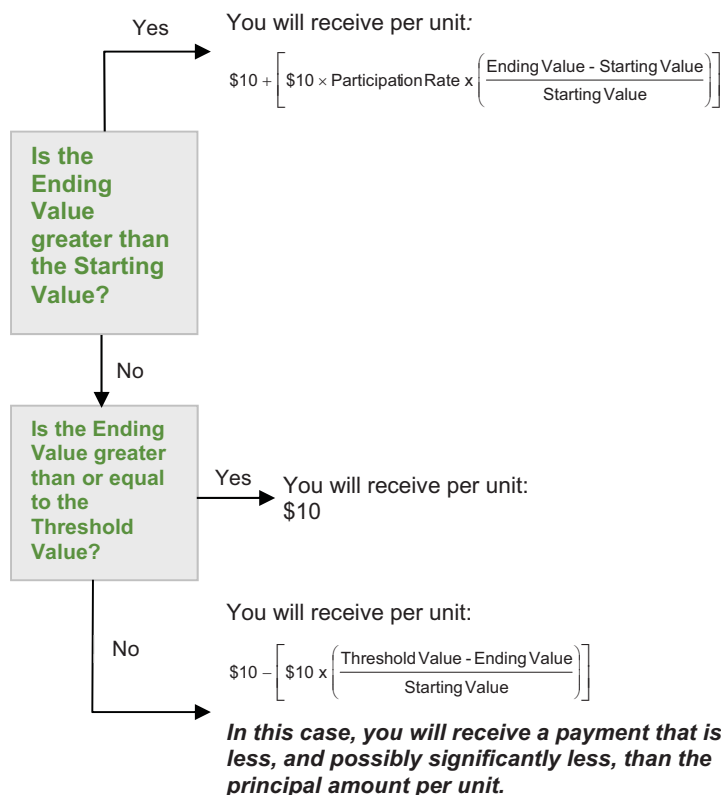 Yes
You will receive per unit:
$10 + [ $10 × Participation Rate x ( Ending Value - Starting Value / Starting Value ) ]
Is the
Ending
Value
greater than
the Starting
Value?
No
Is the Ending
Value greater
than or equal
to the
Threshold
Value?
Yes
You will receive per unit:
$10
No
You will receive per unit:
$10 − [ $10 x ( Threshold Value - Ending Value / Starting Value ) ]
In this case, you will receive a payment that is
less, and possibly significantly less, than the
principal amount per unit.